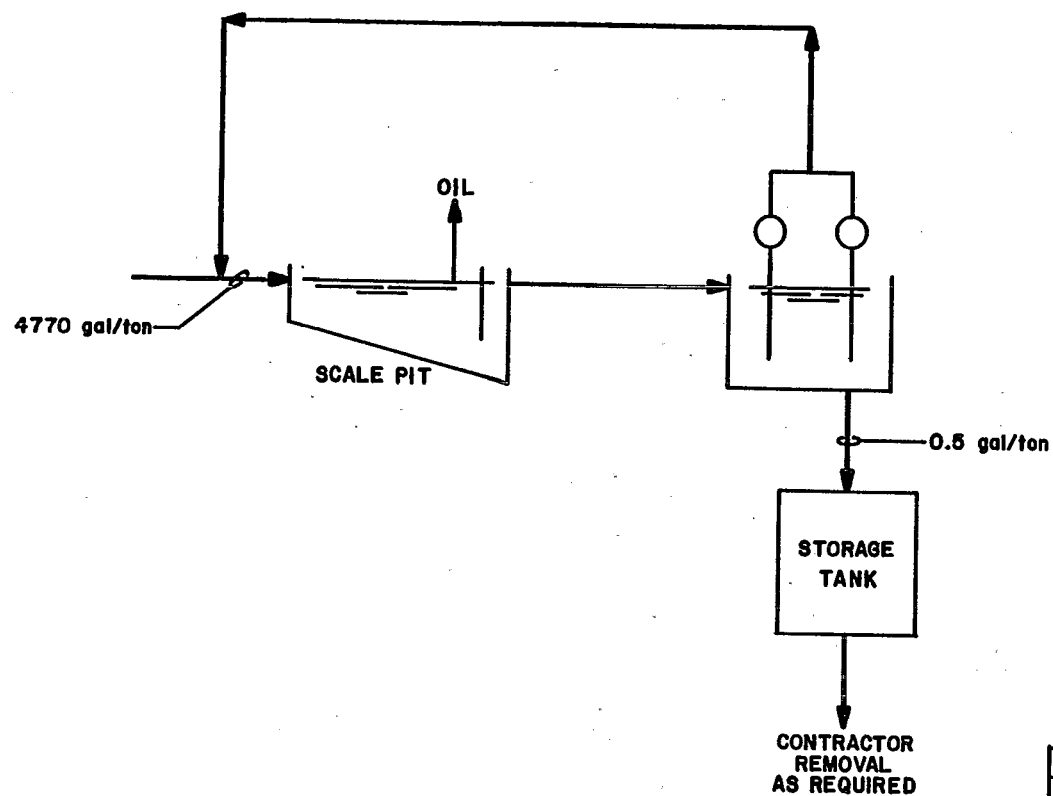 OIL
4770 gal/ton
SCALE PIT
0.5 gal/ton
STORAGE
TANK
CONTRACTOR
REMOVAL
AS REQUIRED